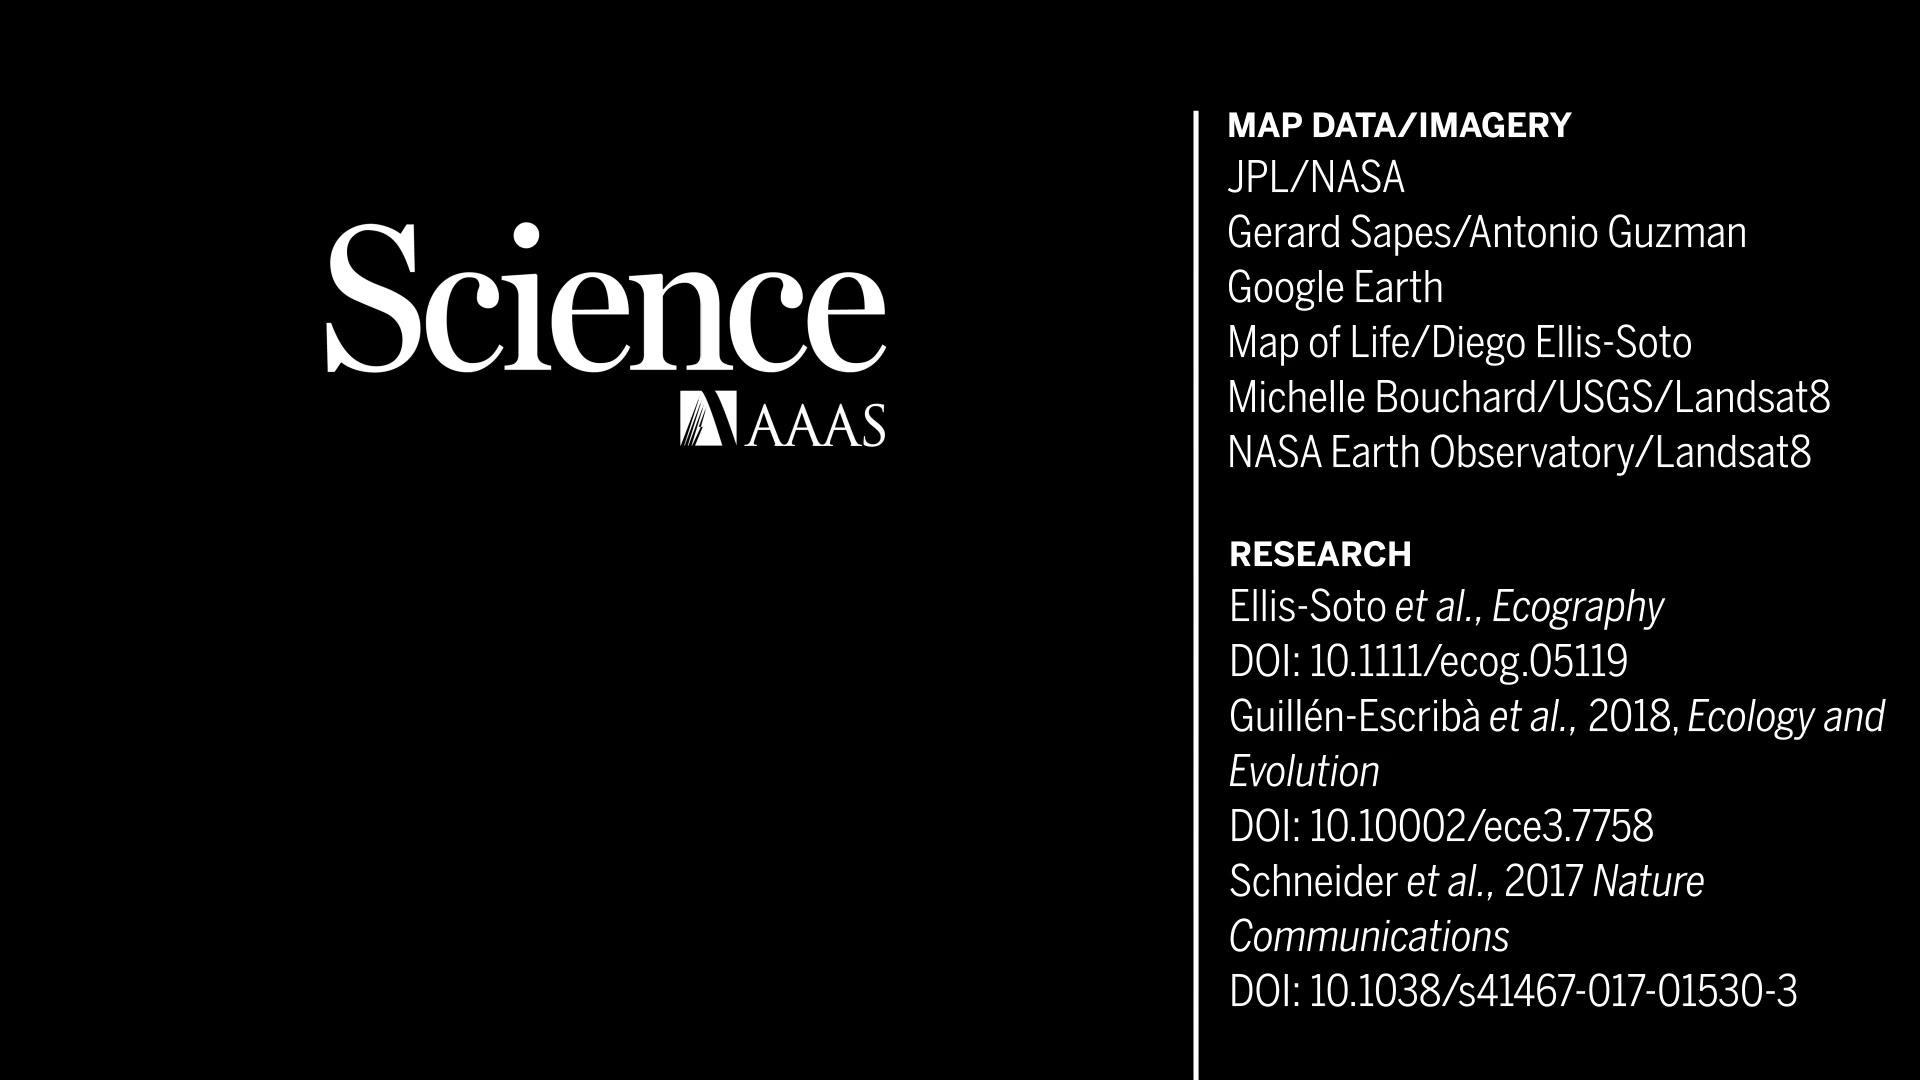 Science
AAAS
MAP DATA/IMAGERY
JPL/NASA
Gerard Sapes/Antonio Guzman
Google Earth
Map of Life/Diego Ellis-Soto
Michelle Bouchard/USGS/Landsat8
NASA Earth Observatory/Landsat8
RESEARCH
Ellis-Soto et al., Ecography
DOI: 10.1111/ecog.05119
Guillén-Escribà et al., 2018, Ecology and
Evolution
DOI: 10.10002/ece3.7758
Schneider et al., 2017 Nature
Communications
DOI: 10.1038/s41467-017-01530-3